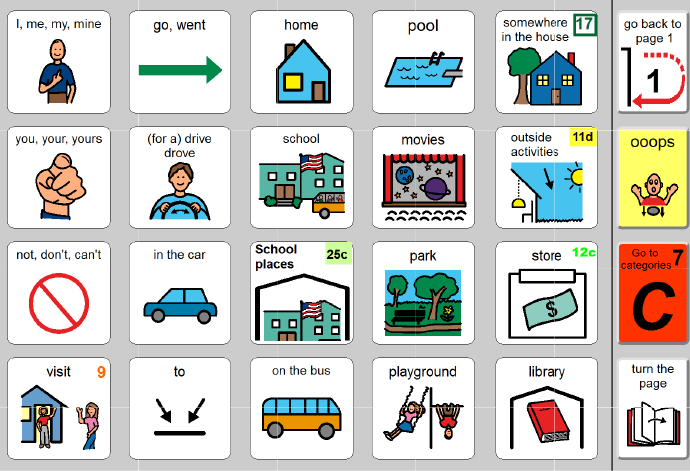 I, me, my, mine
go, went
home
pool
somewhere
in the house
17
go back to
page 1
1
you, your, yours
(for a) drive
drove
school
movies
outside
activities
11d
ooops
not, don't, can't
in the car
School
places
25c
park
store
12c
$
Go to
categories
7
C
visit
9
to
on the bus
playground
library
turn the
page